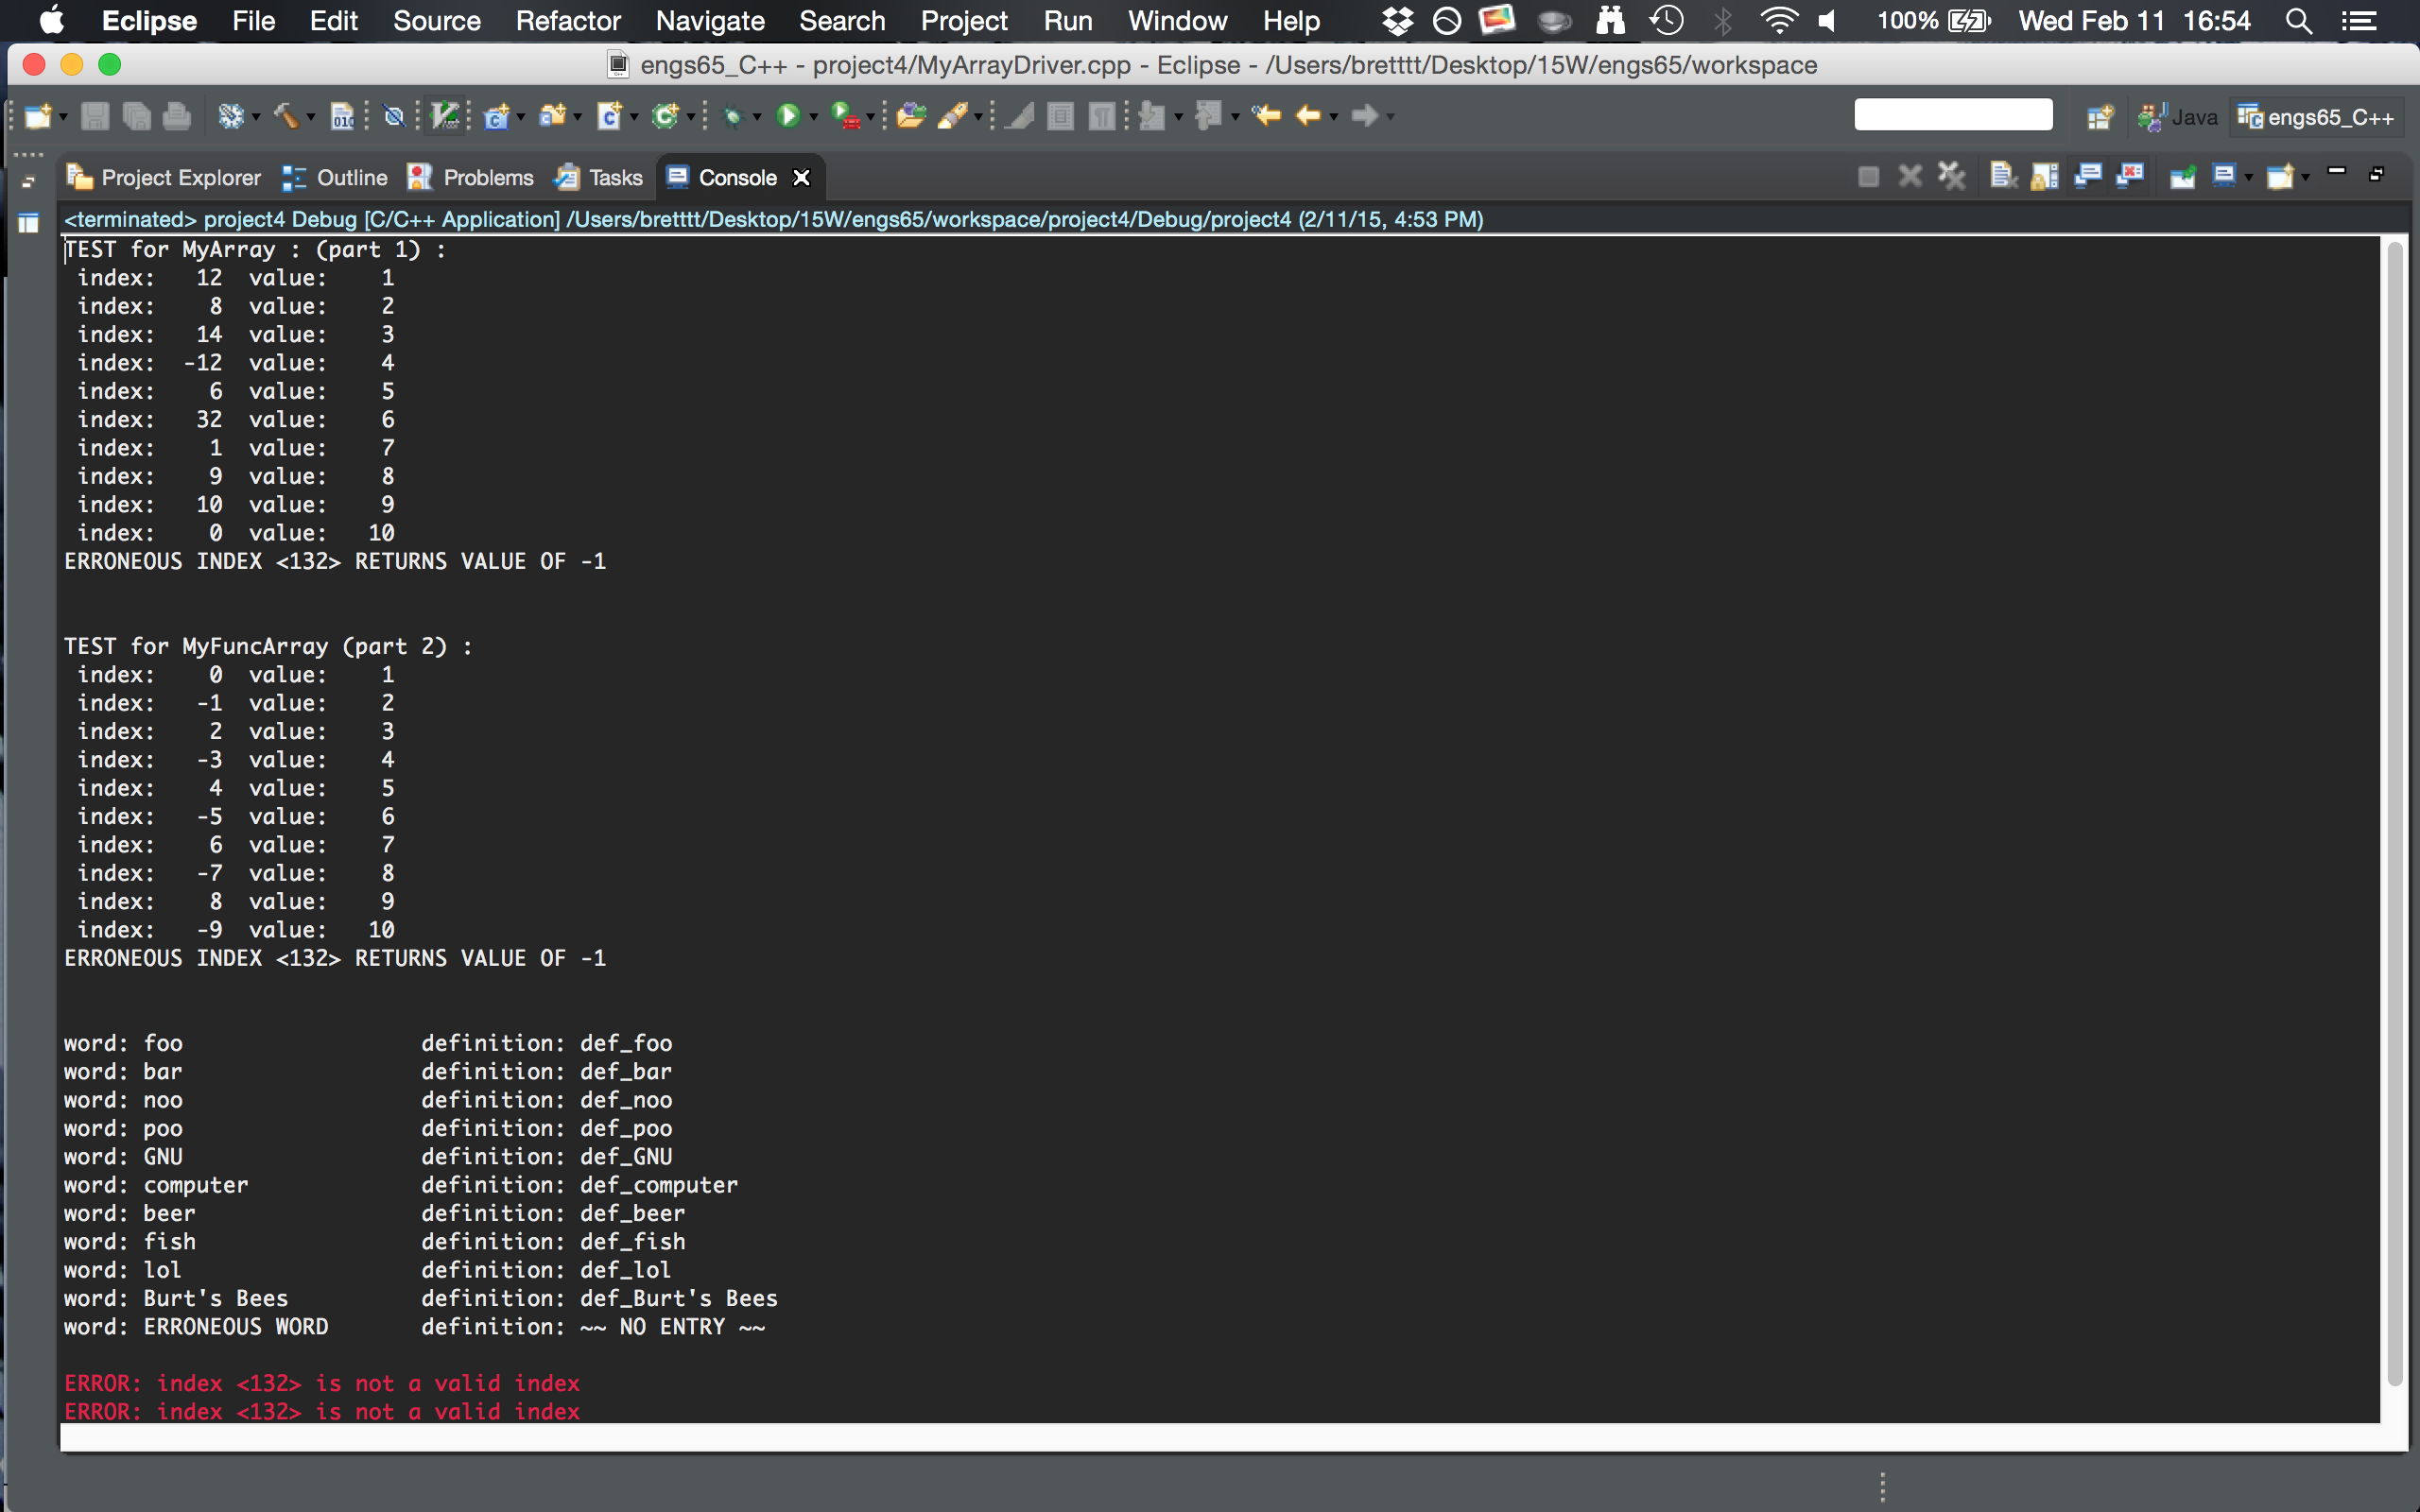 Eclipse File Edit Source Refactor Navigate Search Project Run Window Help 100% Wed Feb 11 16:54
engs65_C++ - project4/MyArrayDriver.cpp - Eclipse - /Users/bretttt/Desktop/15W/engs65/workspace
Java engs65_C++
Project Explorer Outline Problems Tasks Console
<terminated> project4 Debug [C/C++ Application] /Users/bretttt/Desktop/15W/engs65/workspace/project4/Debug/project4 (2/11/15, 4:53 PM)
TEST for MyArray : (part 1) :
index: 12 value: 1
index: 8 value: 2
index: 14 value: 3
index: -12 value: 4
index: 6 value: 5
index: 32 value: 6
index: 1 value: 7
index: 9 value: 8
index: 10 value: 9
index: 0 value: 10
ERRONEOUS INDEX <132> RETURNS VALUE OF -1
TEST for MyFuncArray (part 2) :
index: 0 value: 1
index: -1 value: 2
index: 2 value: 3
index: -3 value: 4
index: 4 value: 5
index: -5 value: 6
index: 6 value: 7
index: -7 value: 8
index: 8 value: 9
index: -9 value: 10
ERRONEOUS INDEX <132> RETURNS VALUE OF -1
word: foo definition: def_foo
word: bar definition: def_bar
word: noo definition: def_noo
word: poo definition: def_poo
word: GNU definition: def_GNU
word: computer definition: def_computer
word: beer definition: def_beer
word: fish definition: def_fish
word: lol definition: def_lol
word: Burt's Bees definition: def_Burt's Bees
word: ERRONEOUS WORD definition: ~~ NO ENTRY ~~
ERROR: index <132> is not a valid index
ERROR: index <132> is not a valid index